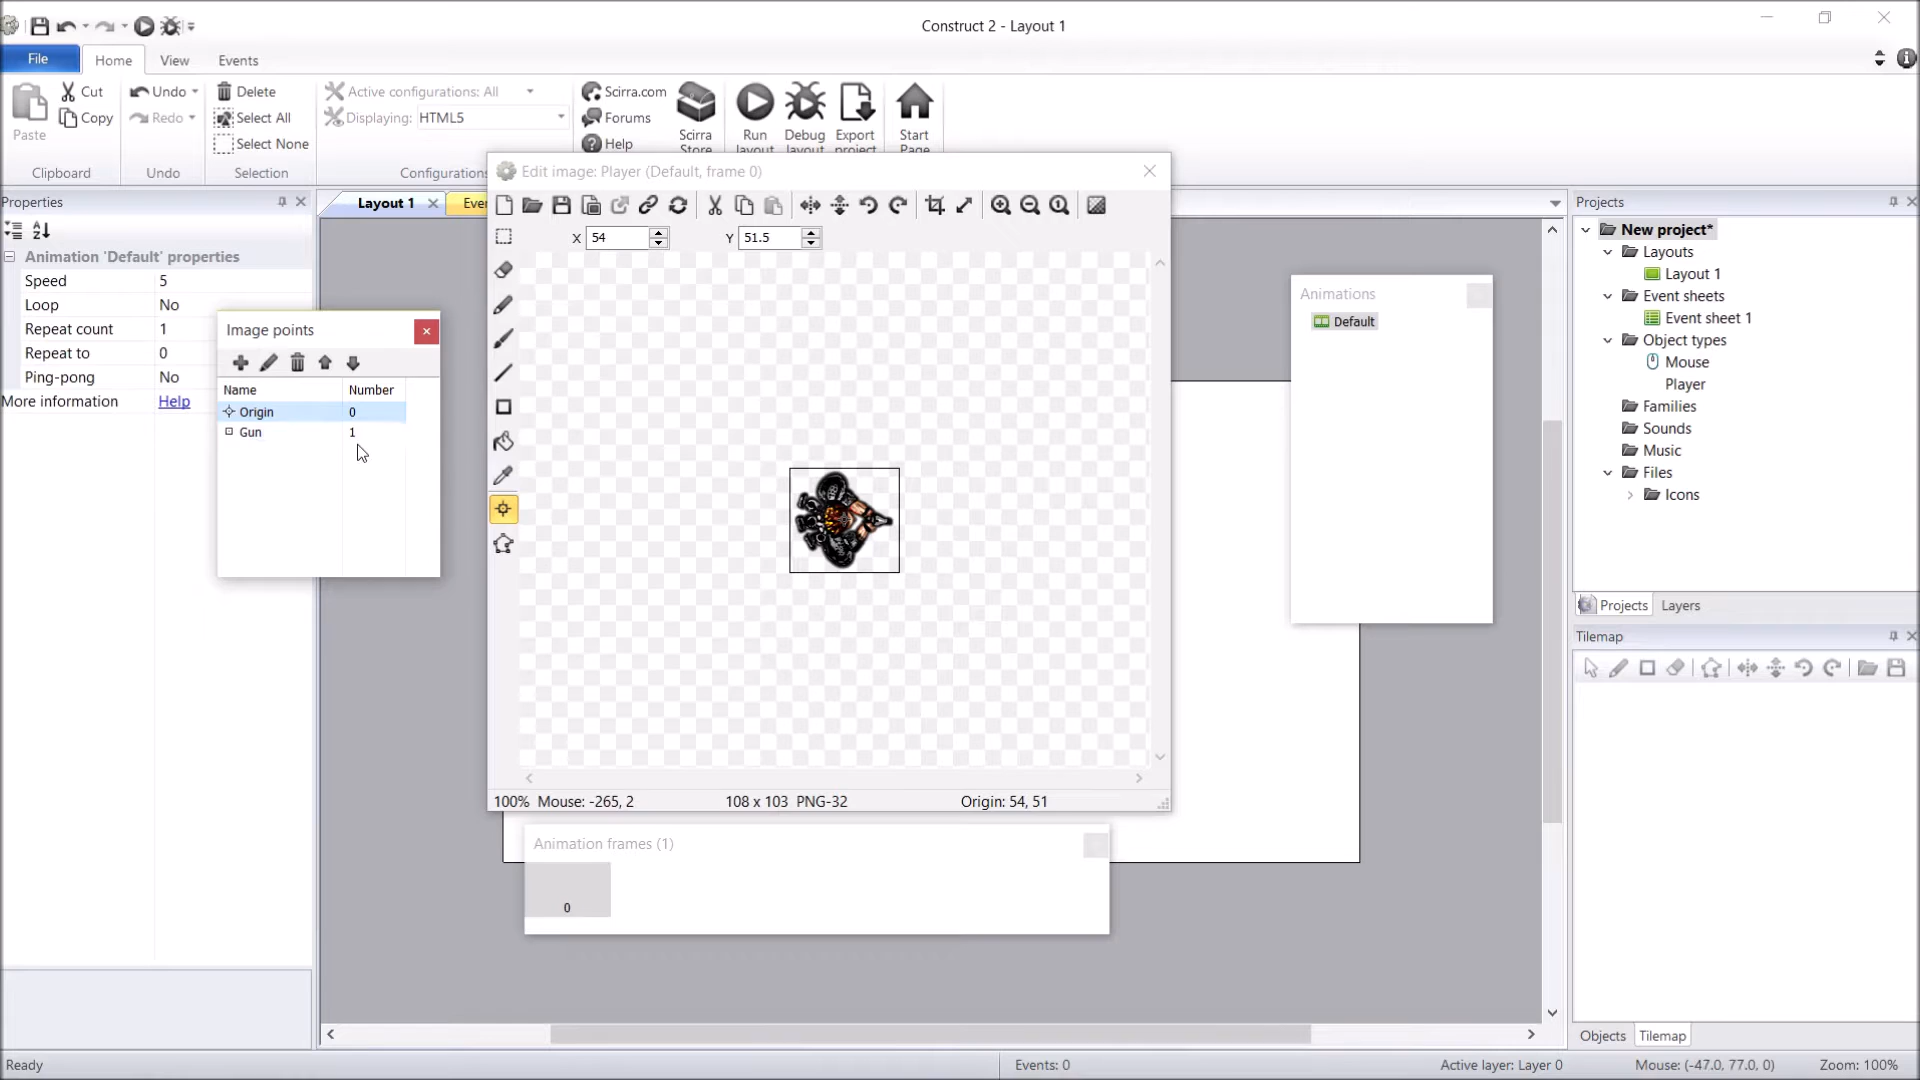 Construct 2 - Layout 1
File
Home
View
Events
Paste
Cut
Copy
Clipboard
Undo
Redo
Undo
Delete
Select All
Select None
Selection
Active configurations: All
Displaying: HTML5
Configurations
Scirra.com
Forums
Help
Scirra
Store
Run
layout
Debug
layout
Export
project
Start
Page
Properties
Animation 'Default' properties
Speed 5
Loop No
Repeat count 1
Repeat to 0
Ping-pong No
More information Help
Image points
Name Number
Origin 0
Gun 1
Layout 1
Eve
Edit image: Player (Default, frame 0)
X 54
Y 51.5
100% Mouse: -265, 2
108 x 103 PNG-32
Origin: 54, 51
Animation frames (1)
0
Animations
Default
Projects
New project*
Layouts
Layout 1
Event sheets
Event sheet 1
Object types
Mouse
Player
Families
Sounds
Music
Files
Icons
Projects
Layers
Tilemap
Objects
Tilemap
Ready
Events: 0
Active layer: Layer 0
Mouse: (-47.0, 77.0, 0)
Zoom: 100%